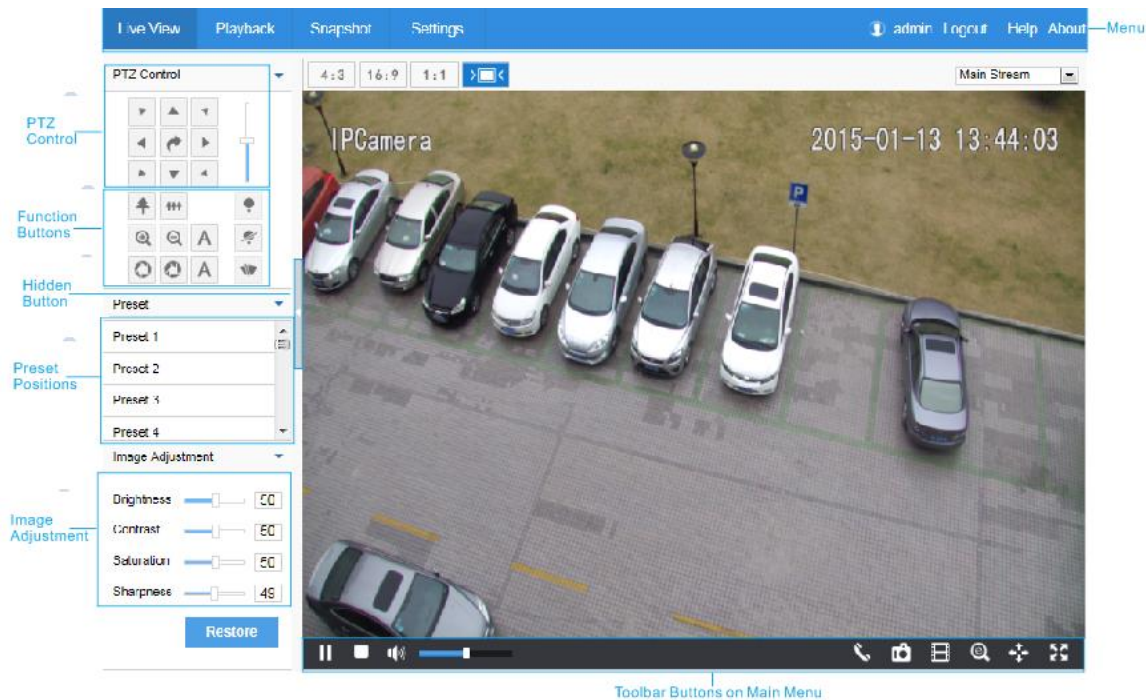 Live View Playback Snapshot Settings admin Logout Help About
Menu
PTZ Control
4:3 16:9 1:1
Main Stream
PTZ
Control
IPCamera
2015-01-13 13:44:03
P
Function
Buttons
A
A
Hidden
Button
Preset
Preset 1
Preset 2
Preset 3
Preset 4
Preset
Positions
Image Adjustment
Brightness 50
Contrast 50
Saturation 50
Sharpness 49
Image
Adjustment
Restore
Toolbar Buttons on Main Menu